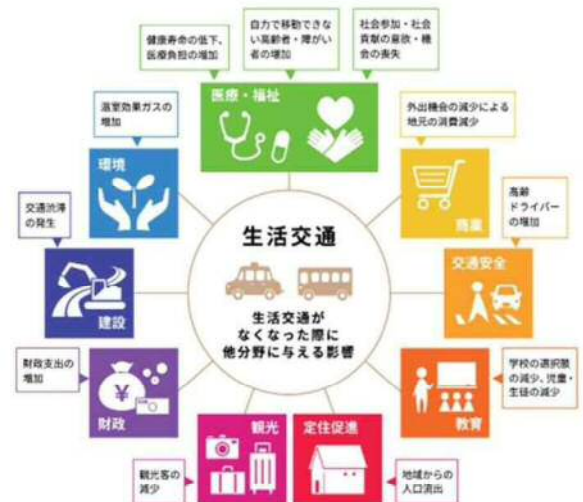 健康寿命の低下、
医療負担の増加
自力で移動できな
い高齢者・障がい
者の増加
社会参加・社会
貢献の意欲・機
会の喪失
医療・福祉
温室効果ガスの
増加
環境
外出機会の減少による
地元の消費減少
商業
交通渋滞
の発生
建設
高齢
ドライバー
の増加
交通安全
生活交通
生活交通が
なくなった際に
他分野に与える影響
財政支出の
増加
¥
財政
学校の選択肢
の減少、児童・
生徒の減少
教育
観光
観光客の
減少
定住促進
地域からの
人口流出